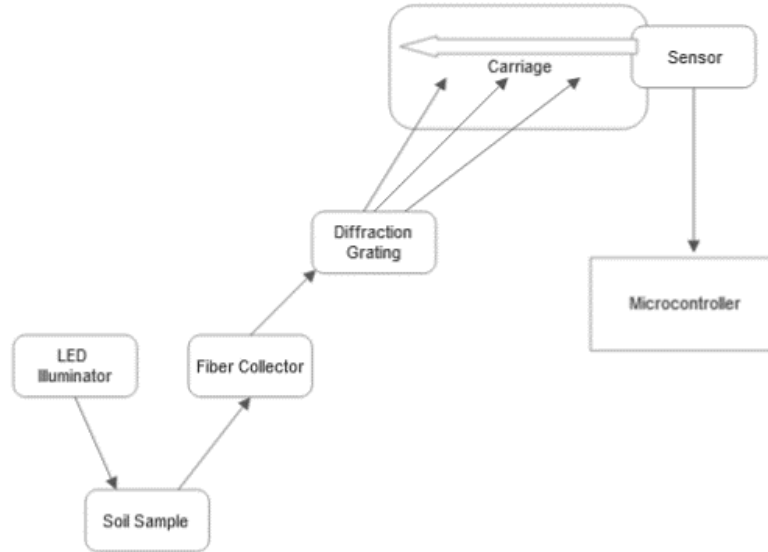 Sensor
Carriage
Diffraction
Grating
Microcontroller
LED
Illuminator
Fiber Collector
Soil Sample